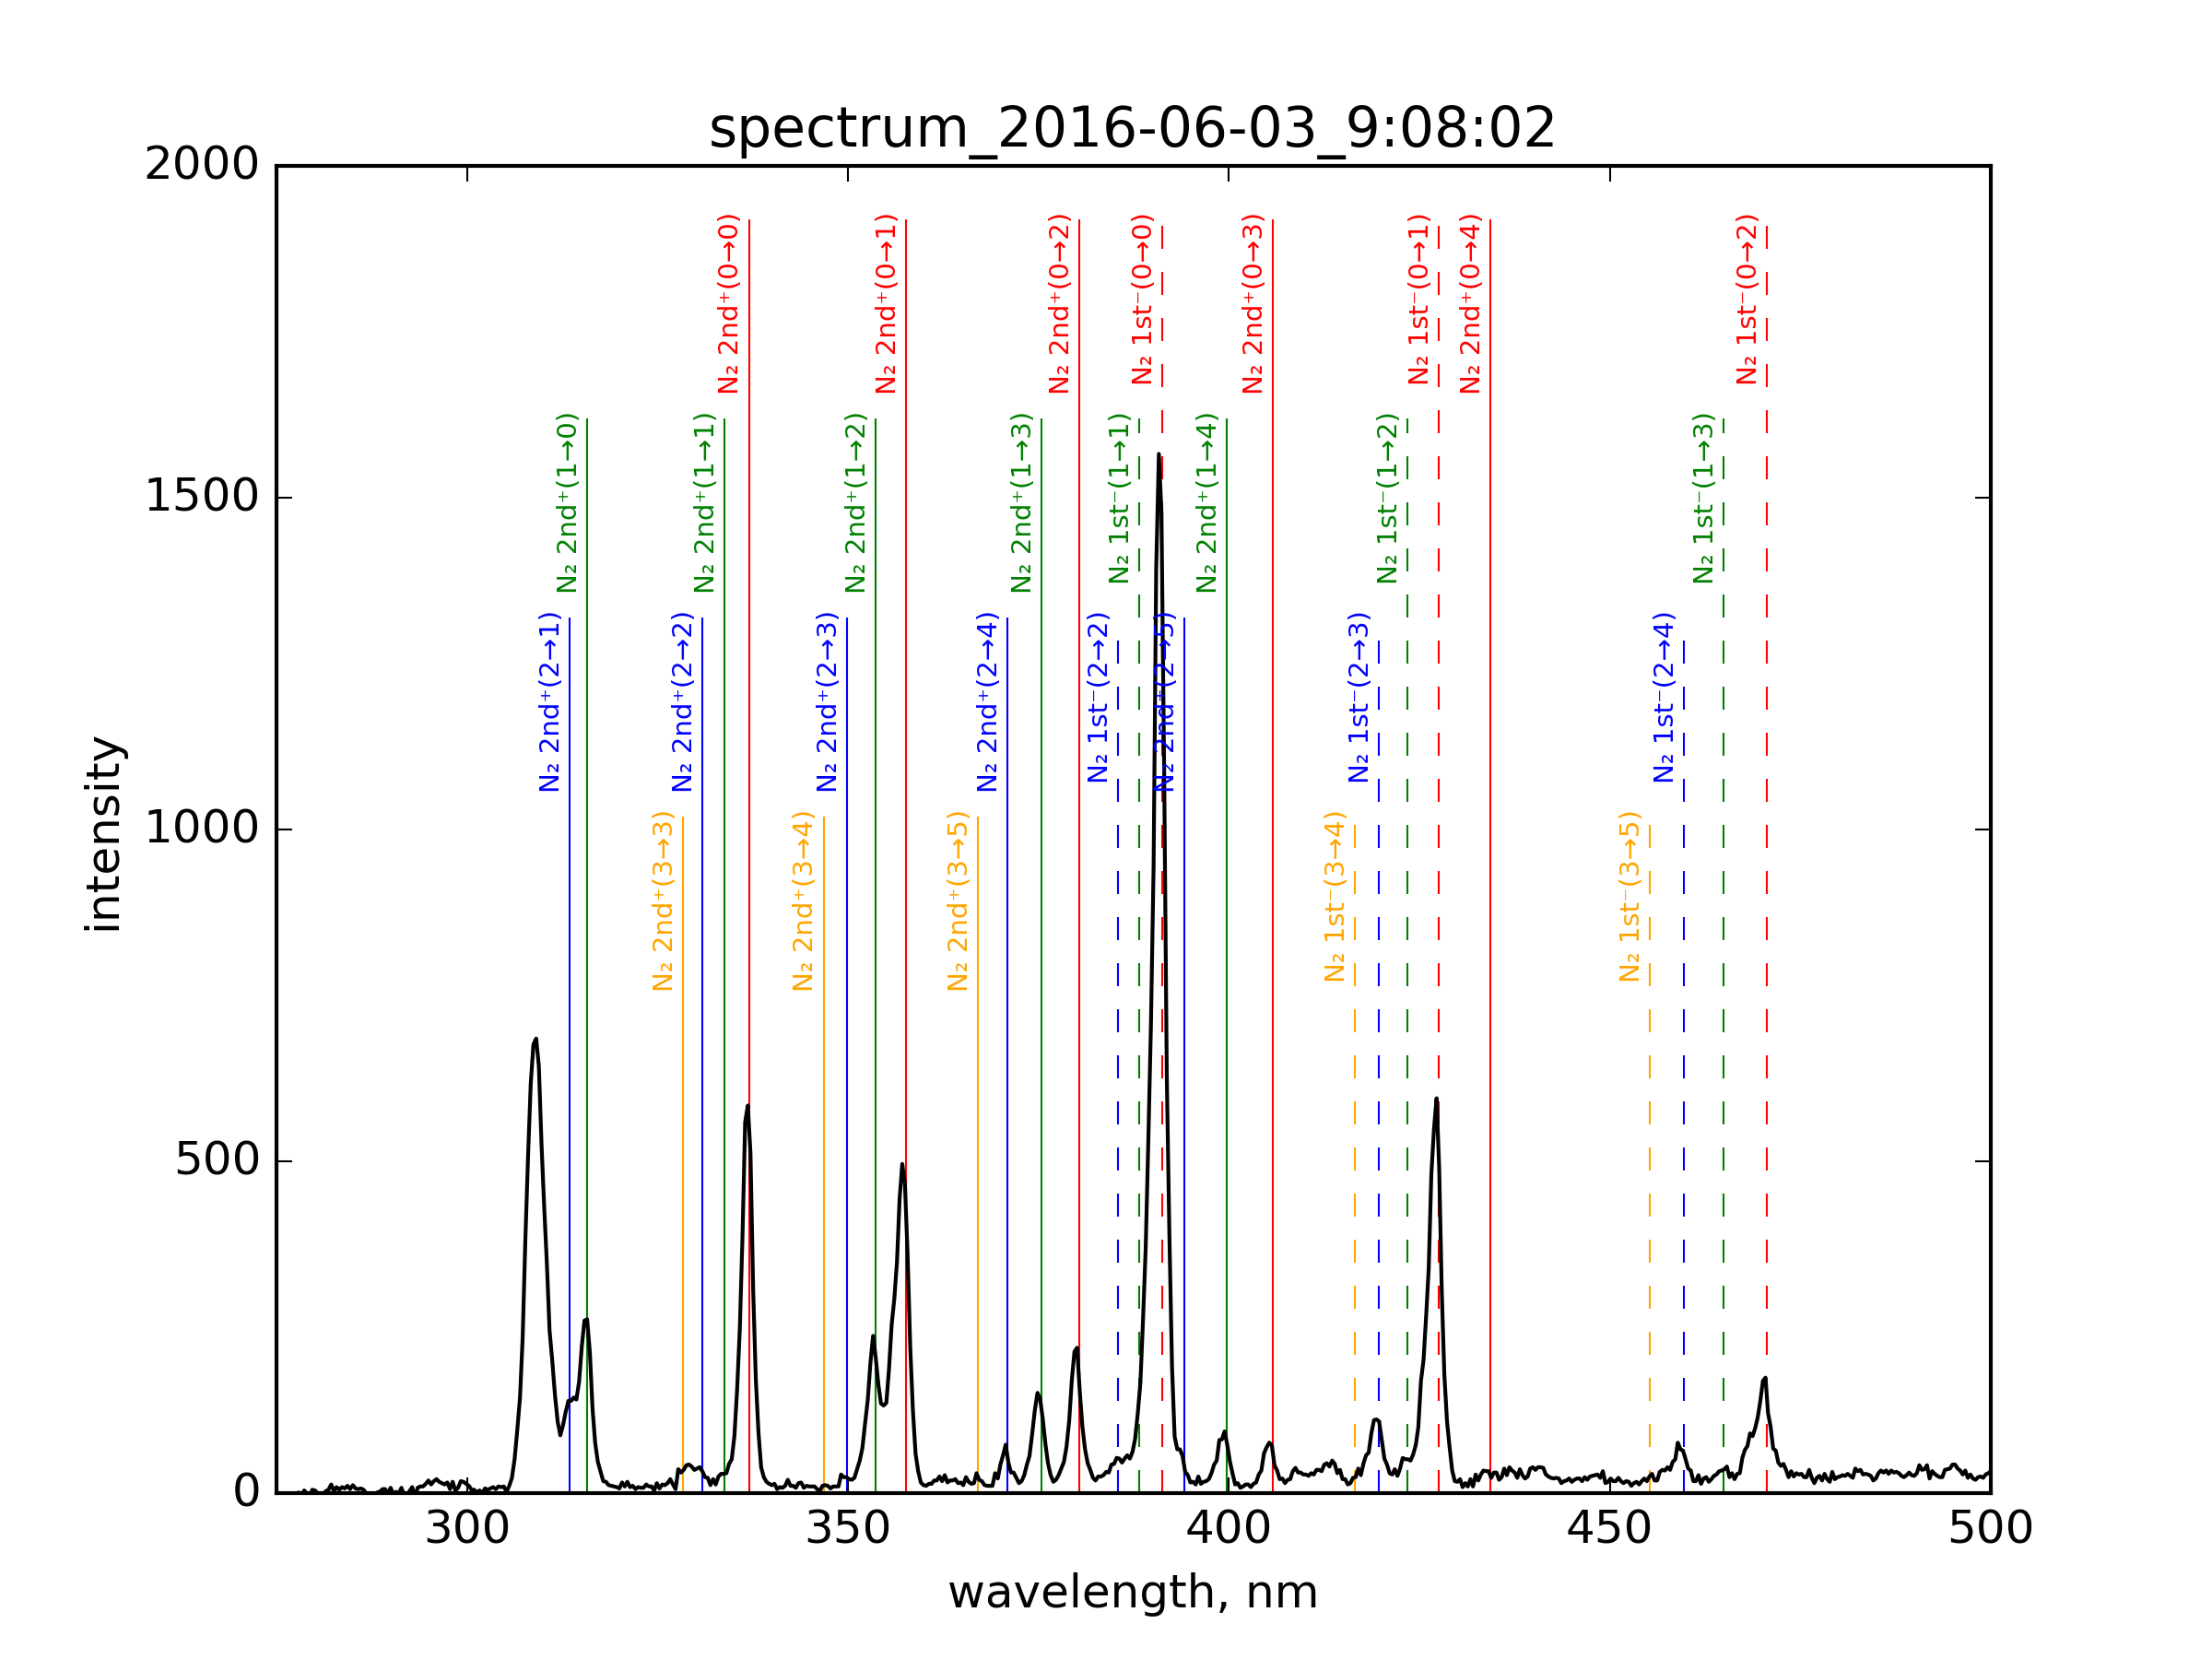 spectrum_2016-06-03_9:08:02
2000
1500
1000
500
0
intensity
N₂ 2nd⁺(0→0)
N₂ 2nd⁺(0→1)
N₂ 2nd⁺(0→2)
N₂ 1st⁻(0→0)
N₂ 2nd⁺(0→3)
N₂ 1st⁻(0→1)
N₂ 2nd⁺(0→4)
N₂ 1st⁻(0→2)
N₂ 2nd⁺(1→0)
N₂ 2nd⁺(1→1)
N₂ 2nd⁺(1→2)
N₂ 2nd⁺(1→3)
N₂ 1st⁻(1→1)
N₂ 2nd⁺(1→4)
N₂ 1st⁻(1→2)
N₂ 1st⁻(1→3)
N₂ 2nd⁺(2→1)
N₂ 2nd⁺(2→2)
N₂ 2nd⁺(2→3)
N₂ 2nd⁺(2→4)
N₂ 1st⁻(2→2)
N₂ 2nd⁺(2→5)
N₂ 1st⁻(2→3)
N₂ 1st⁻(2→4)
N₂ 2nd⁺(3→3)
N₂ 2nd⁺(3→4)
N₂ 2nd⁺(3→5)
N₂ 1st⁻(3→4)
N₂ 1st⁻(3→5)
300 350 400 450 500
wavelength, nm